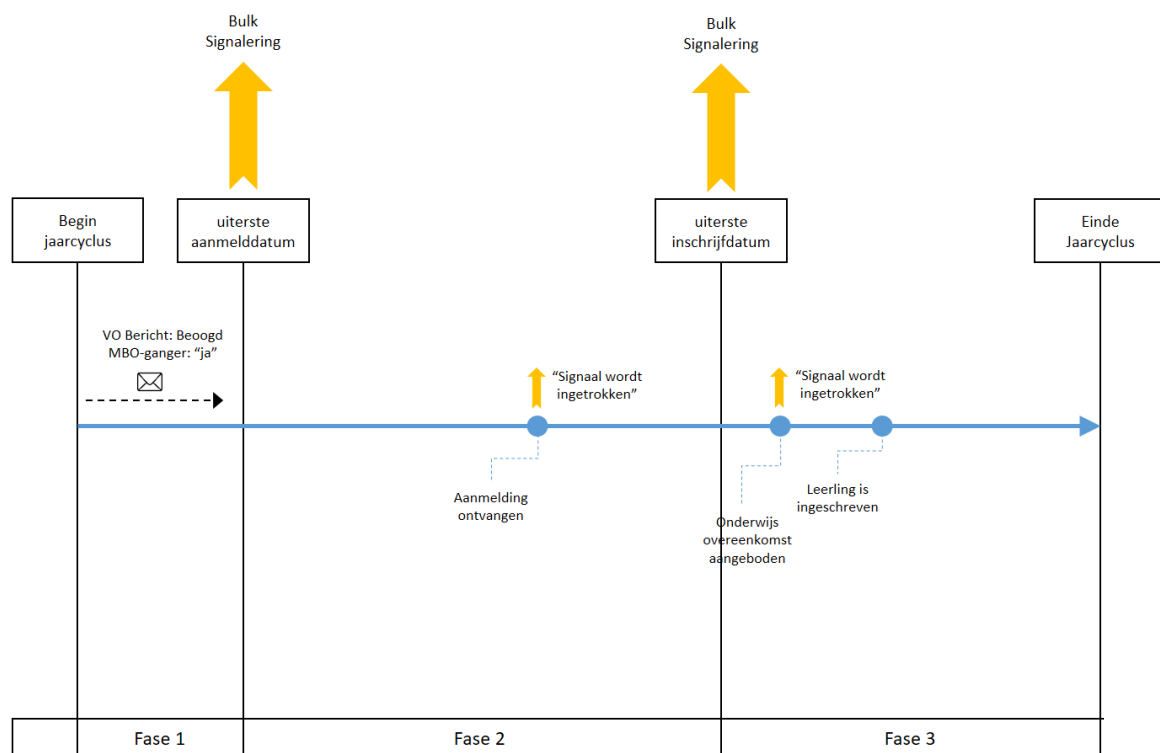 Bulk
Signalering
Bulk
Signalering
Begin
jaarcyclus
uiterste
aanmelddatum
uiterste
inschrijfdatum
Einde
Jaarcyclus
VO Bericht: Beoogd
MBO-ganger: “ja”
“Signaal wordt
ingetrokken”
“Signaal wordt
ingetrokken”
Aanmelding
ontvangen
Onderwijs
overeenkomst
aangeboden
Leerling is
ingeschreven
Fase 1
Fase 2
Fase 3